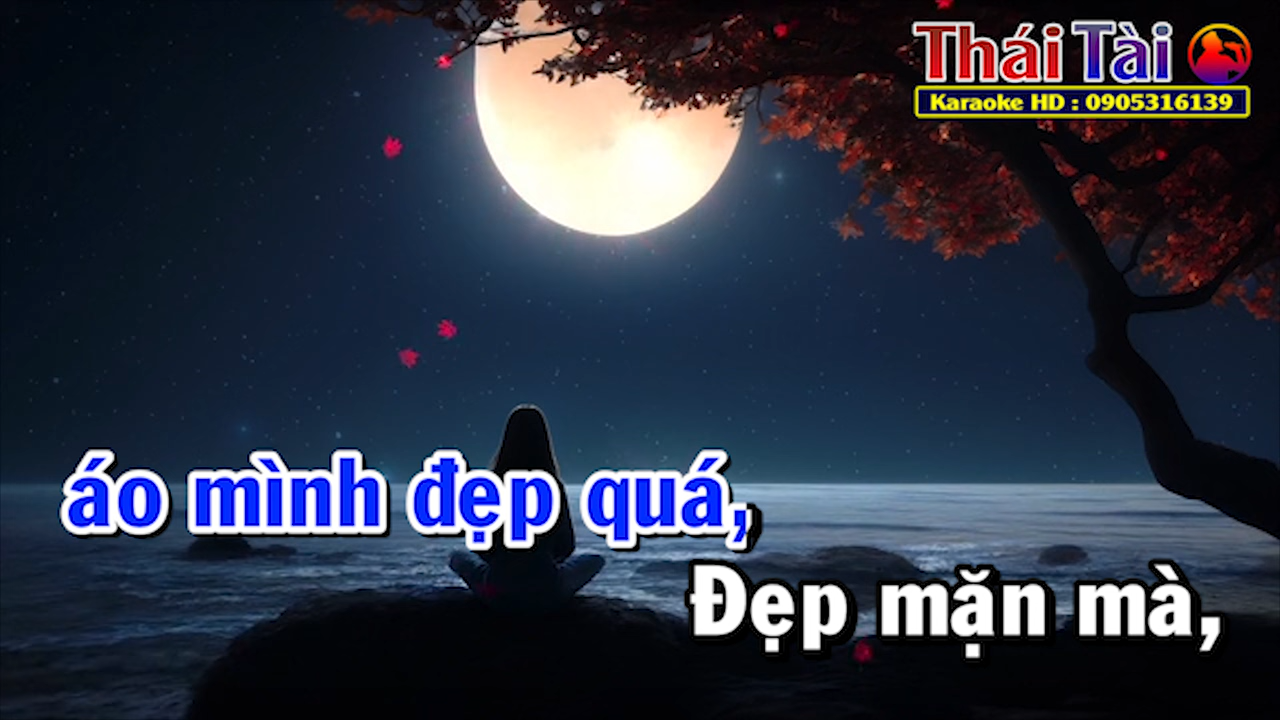 Thái Tài
Karaoke HD : 0905316139
áo mình đẹp quá,
Đẹp mặn mà,